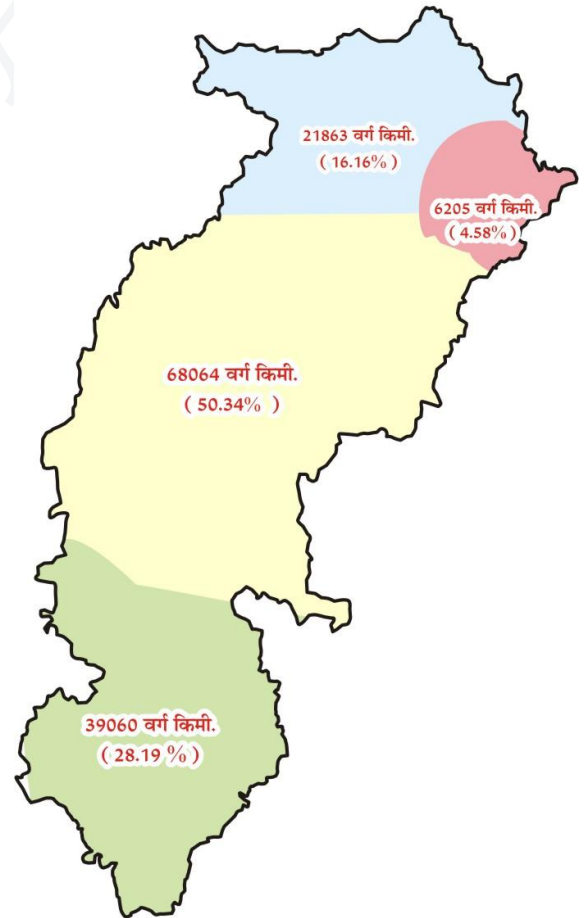 21863 वर्ग किमी.
( 16.16% )
6205 वर्ग किमी.
( 4.58% )
68064 वर्ग किमी.
( 50.34% )
39060 वर्ग किमी.
( 28.19 % )